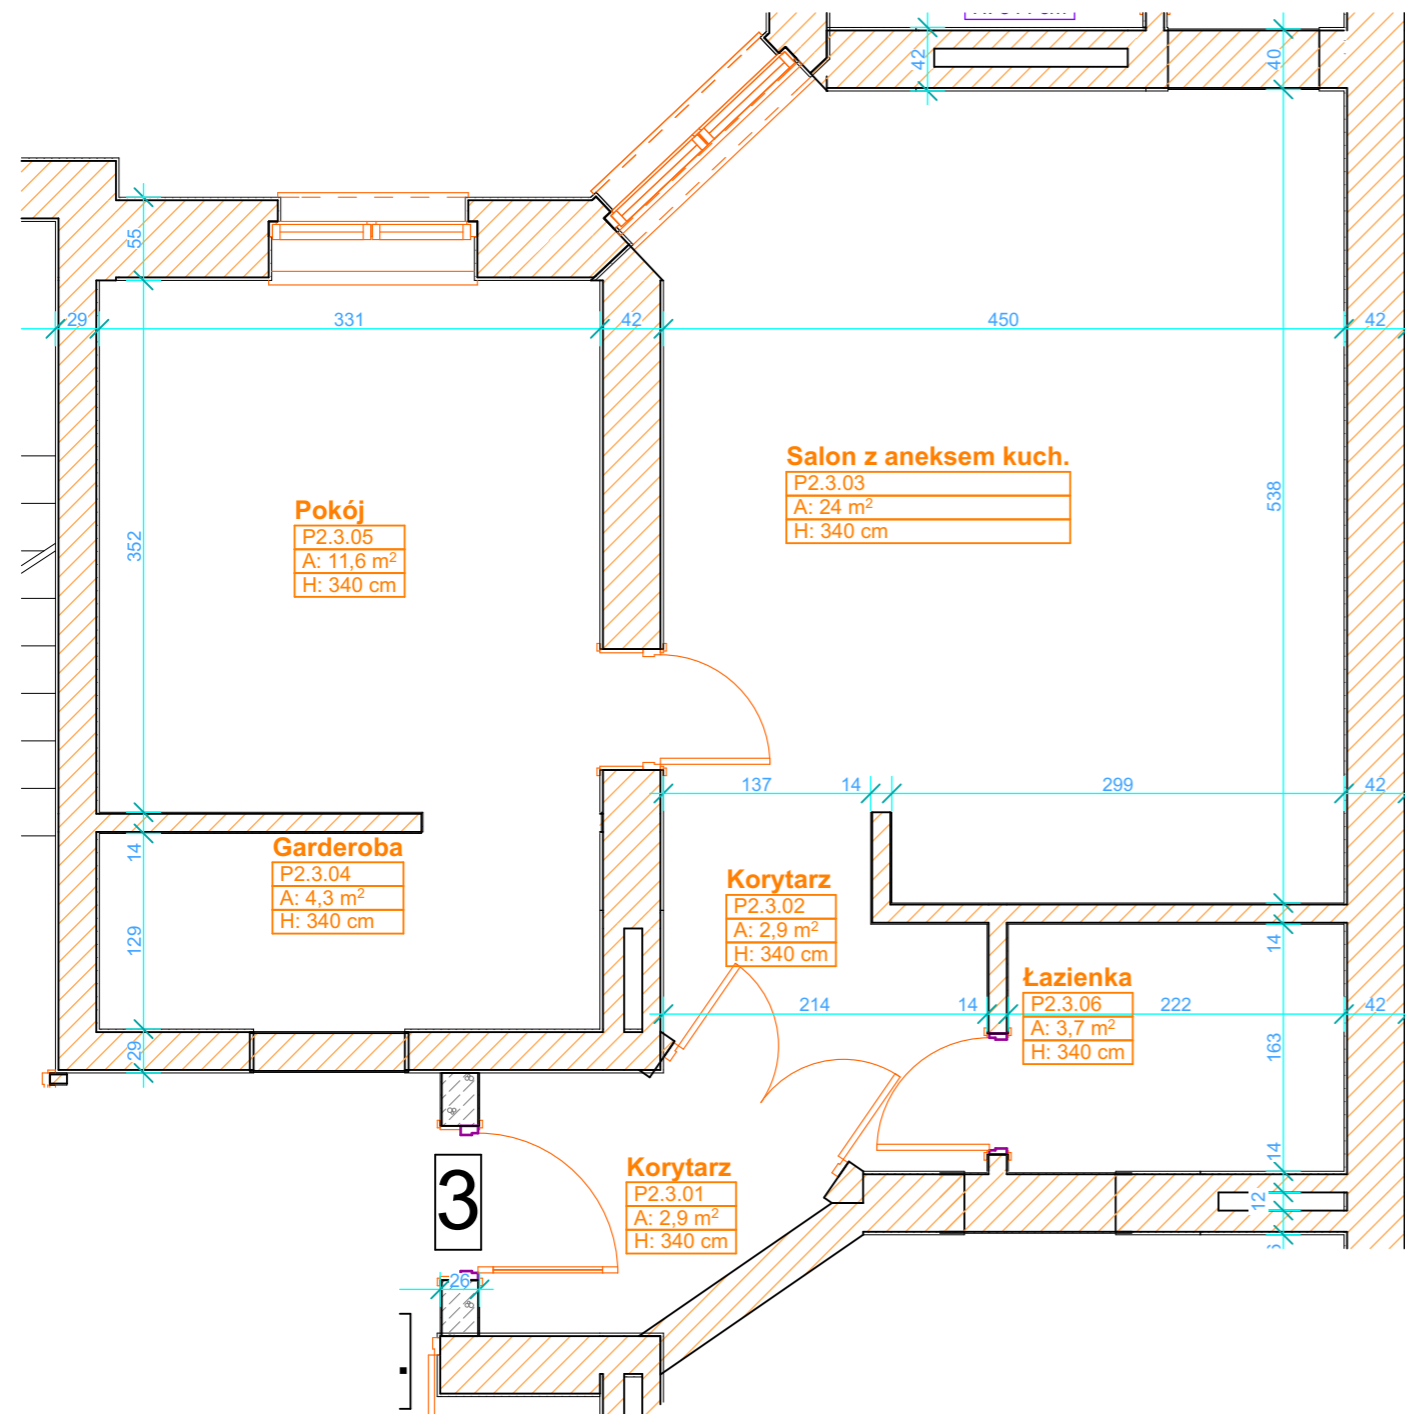 42
40
55
29
331
42
450
42
Salon z aneksem kuch.
P2.3.03
A: 24 m²
H: 340 cm
538
Pokój
P2.3.05
A: 11,6 m²
H: 340 cm
352
137
14
299
42
14
Garderoba
P2.3.04
A: 4,3 m²
H: 340 cm
129
Korytarz
P2.3.02
A: 2,9 m²
H: 340 cm
14
Łazienka
P2.3.06
A: 3,7 m²
H: 340 cm
214
14
222
42
163
29
14
Korytarz
P2.3.01
A: 2,9 m²
H: 340 cm
3
12
26